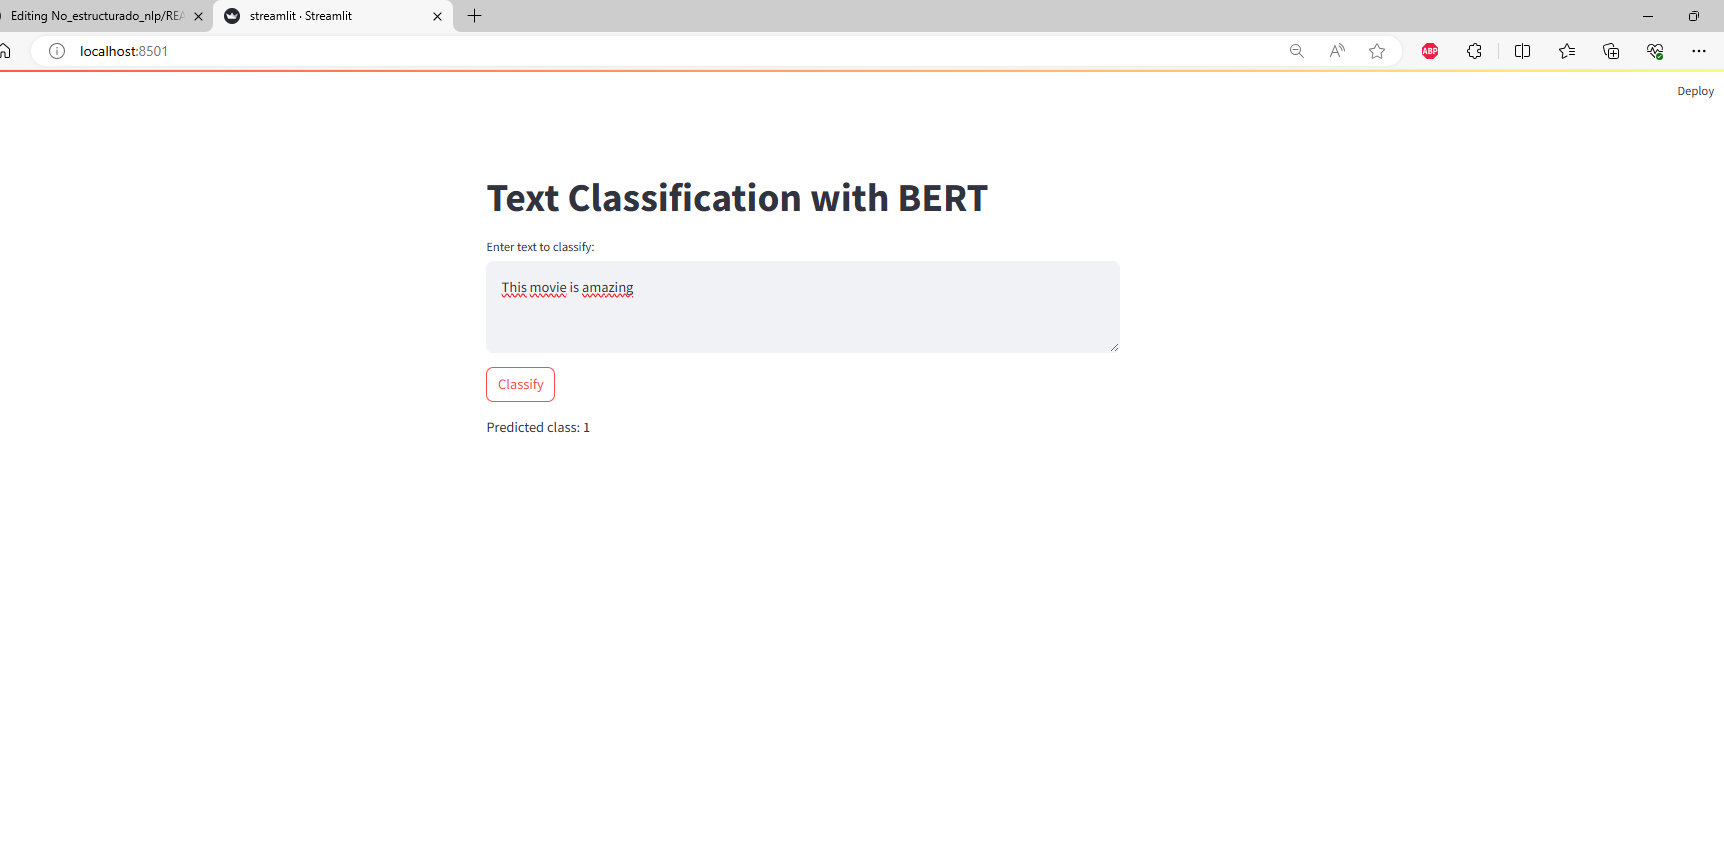 Editing No_estructurado_nlp/REA
streamlit · Streamlit
localhost:8501
ABP
Deploy
Text Classification with BERT
Enter text to classify:
This movie is amazing
Classify
Predicted class: 1